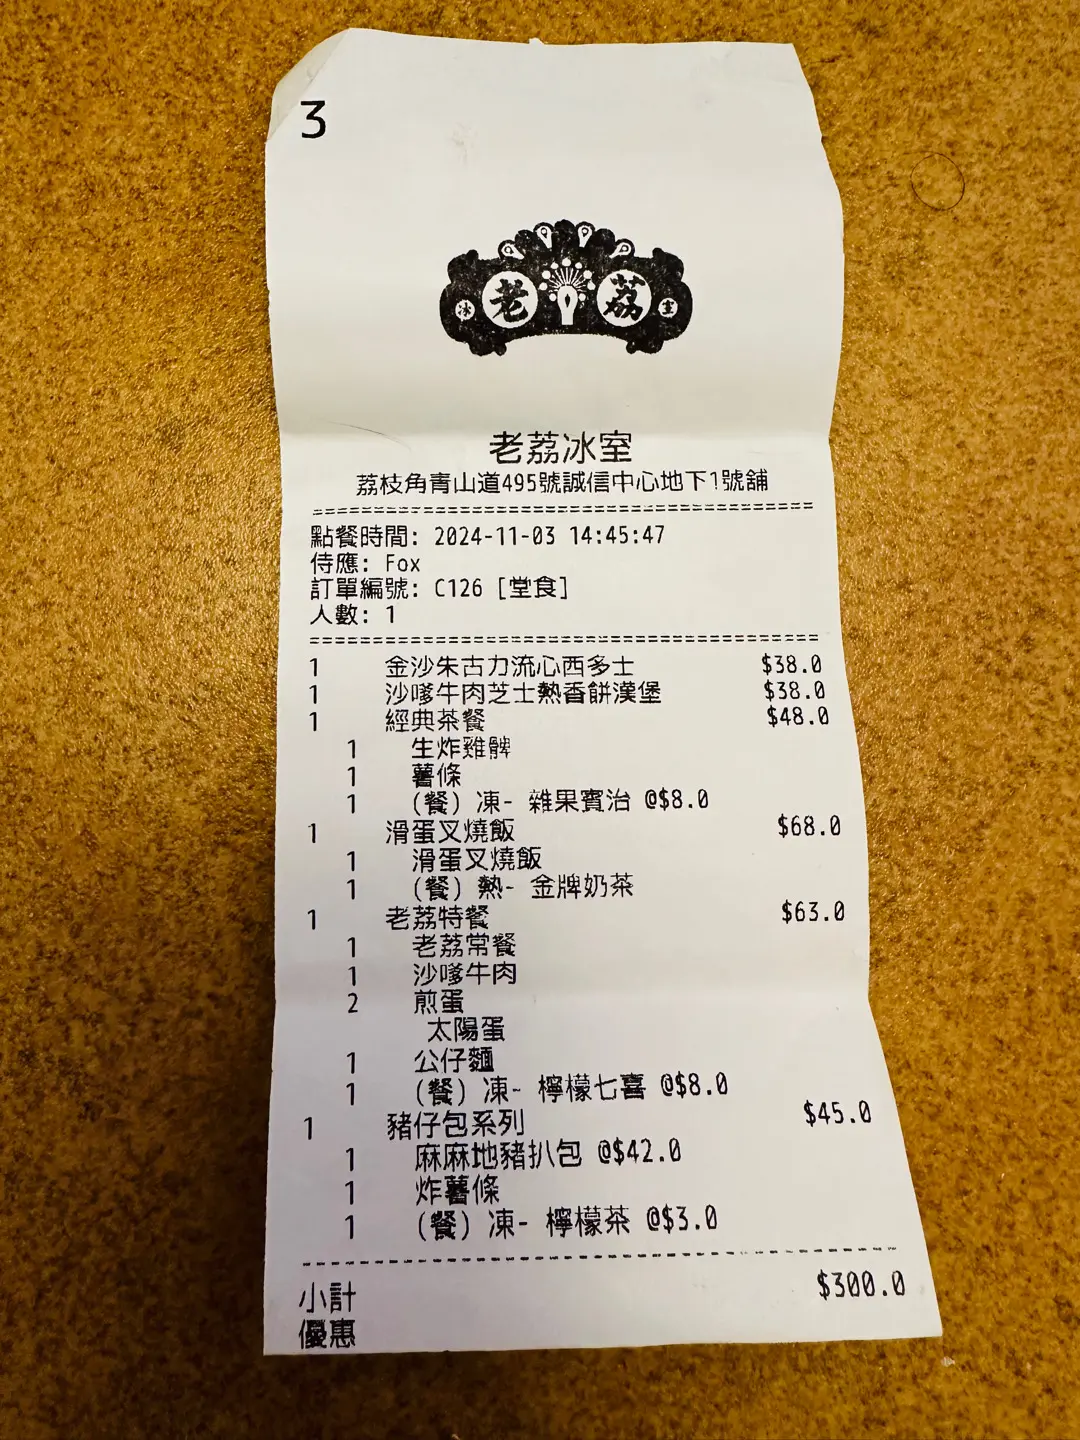 3
冰 老 荔 室
老荔冰室
荔枝角青山道495號誠信中心地下1號舖
點餐時間: 2024-11-03 14:45:47
侍應: Fox
訂單編號: C126 [堂食]
人數: 1
1 金沙朱古力流心西多士 $38.0
1 沙嗲牛肉芝士熱香餅漢堡 $38.0
1 經典茶餐 $48.0
1 生炸雞髀
1 薯條
1 (餐) 凍- 雜果賓治 @$8.0
1 滑蛋叉燒飯 $68.0
1 滑蛋叉燒飯
1 (餐) 熱- 金牌奶茶
1 老荔特餐 $63.0
1 老荔常餐
1 沙嗲牛肉
2 煎蛋
太陽蛋
1 公仔麵
1 (餐) 凍- 檸檬七喜 @$8.0
1 豬仔包系列 $45.0
1 麻麻地豬扒包 @$42.0
1 炸薯條
1 (餐) 凍- 檸檬茶 @$3.0
小計 $300.0
優惠